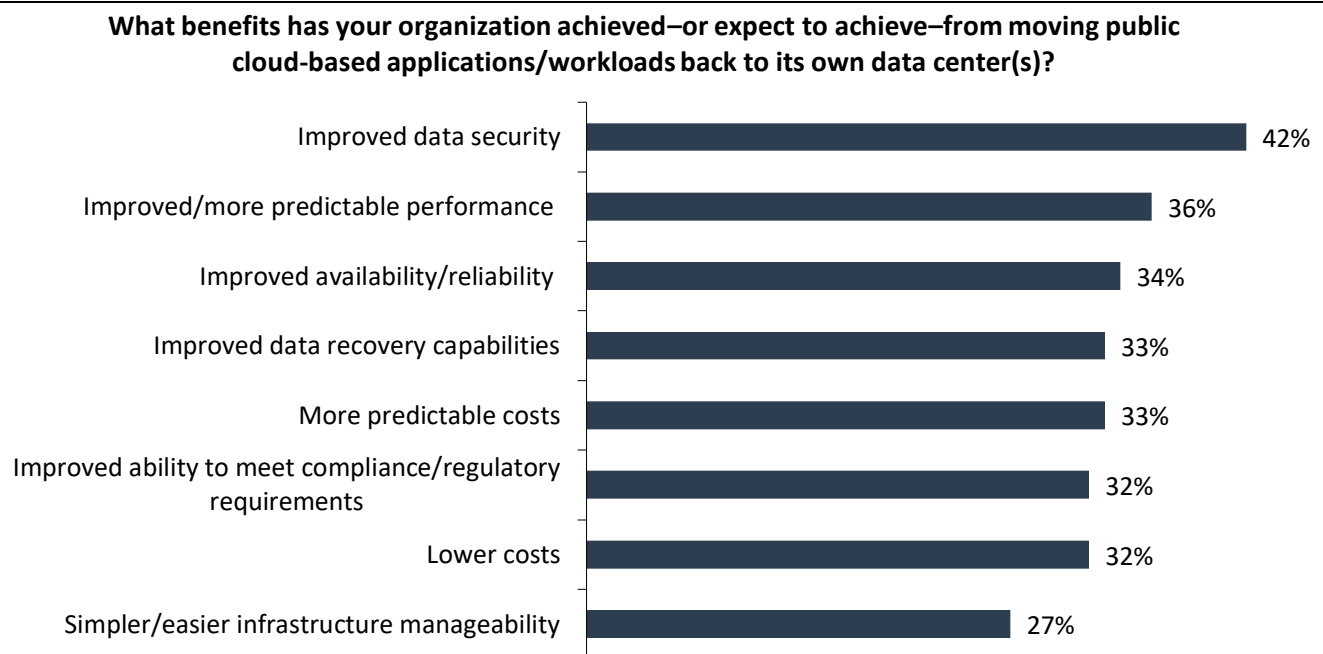 What benefits has your organization achieved–or expect to achieve–from moving public
cloud-based applications/workloads back to its own data center(s)?
Improved data security 42%
Improved/more predictable performance 36%
Improved availability/reliability 34%
Improved data recovery capabilities 33%
More predictable costs 33%
Improved ability to meet compliance/regulatory
requirements 32%
Lower costs 32%
Simpler/easier infrastructure manageability 27%